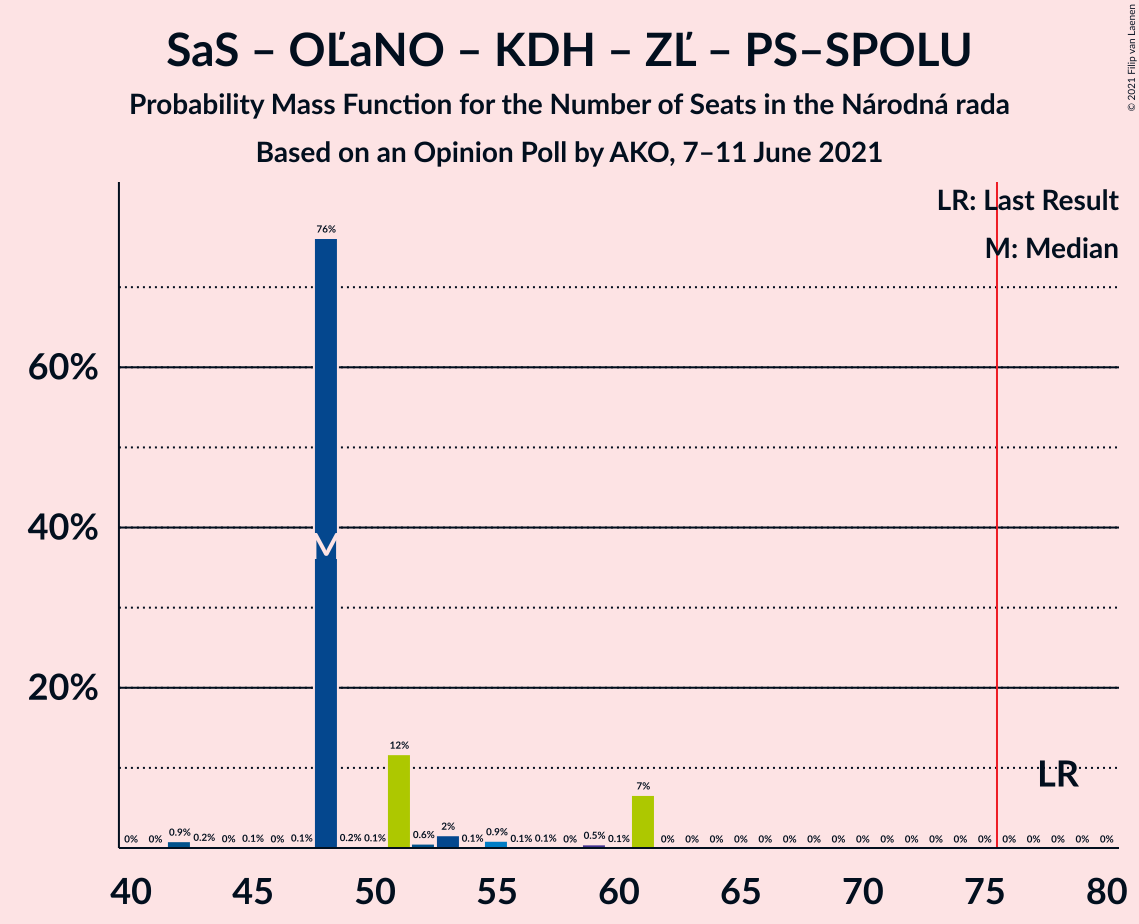 SaS – OĽaNO – KDH – ZĽ – PS–SPOLU
Probability Mass Function for the Number of Seats in the Národná rada
Based on an Opinion Poll by AKO, 7–11 June 2021
© 2021 Filip van Laenen
LR: Last Result
M: Median
76%
60%
M
40%
20%
12%
LR
7%
0% 0% 0.9% 0.2% 0% 0.1% 0% 0.1% 0.2% 0.1% 0.6% 2% 0.1% 0.9% 0.1% 0.1% 0% 0.5% 0.1% 0% 0% 0% 0% 0% 0% 0% 0% 0% 0% 0% 0% 0% 0% 0% 0% 0% 0% 0%
40 45 50 55 60 65 70 75 80